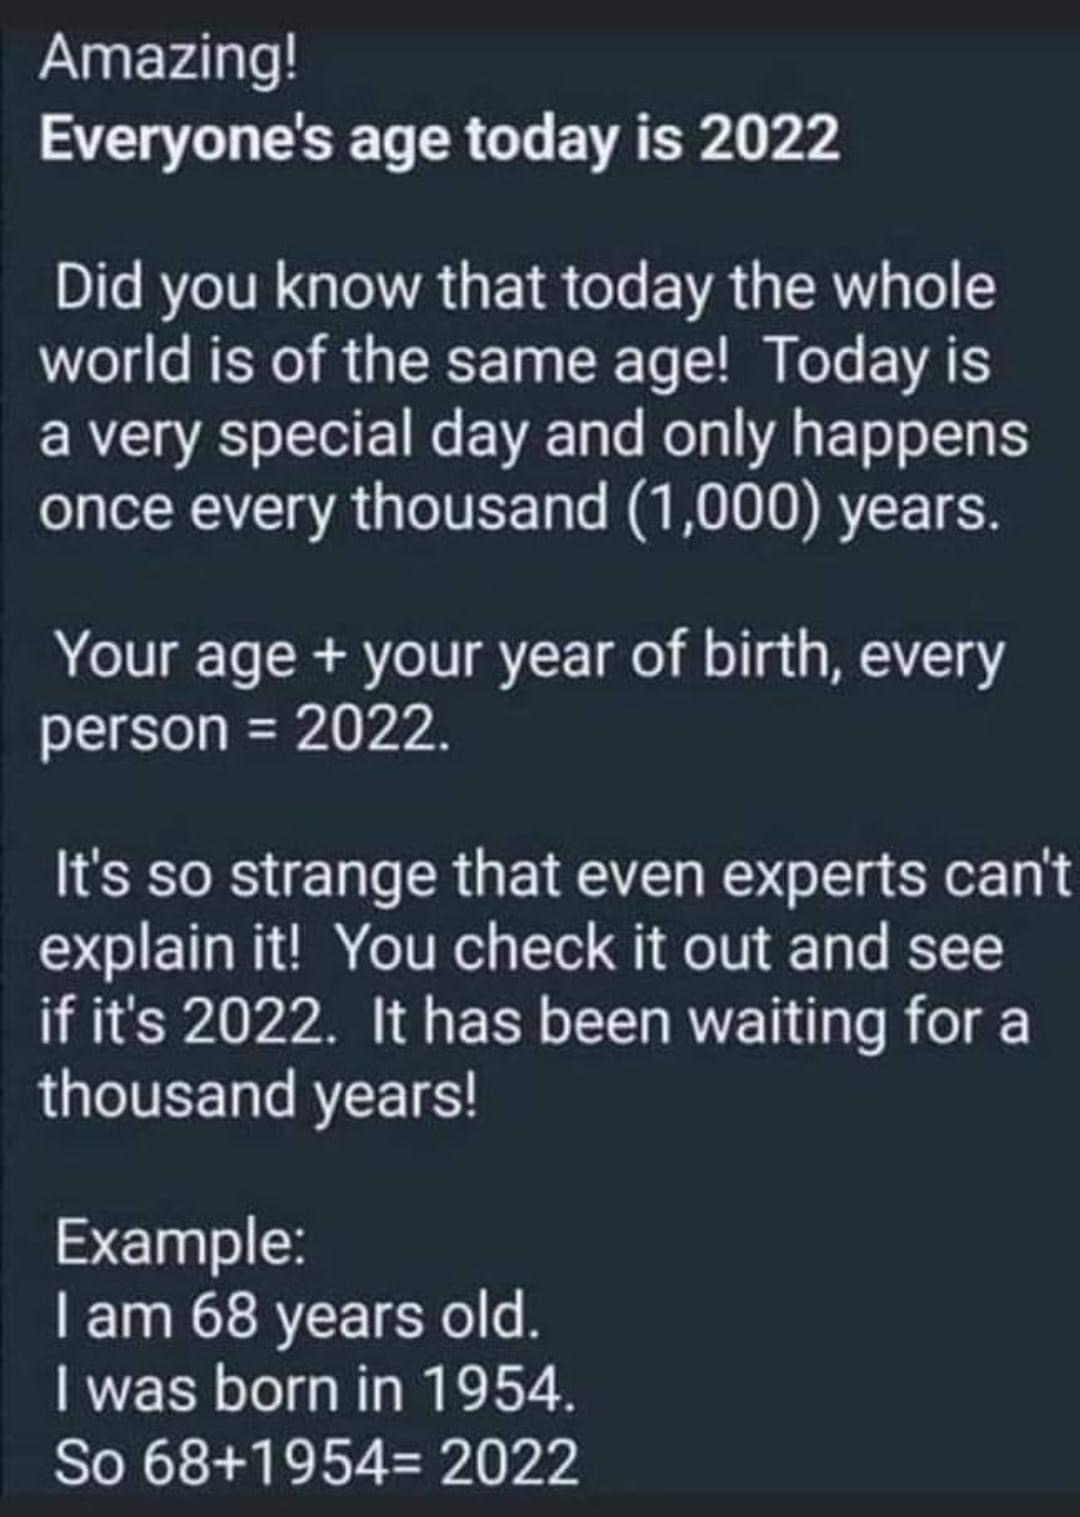 Amazing!
Everyone's age today is 2022
Did you know that today the whole
world is of the same age! Today is
a very special day and only happens
once every thousand (1,000) years.
Your age + your year of birth, every
person = 2022.
It's so strange that even experts can't
explain it! You check it out and see
if it's 2022. It has been waiting for a
thousand years!
Example:
I am 68 years old.
I was born in 1954.
So 68+1954= 2022